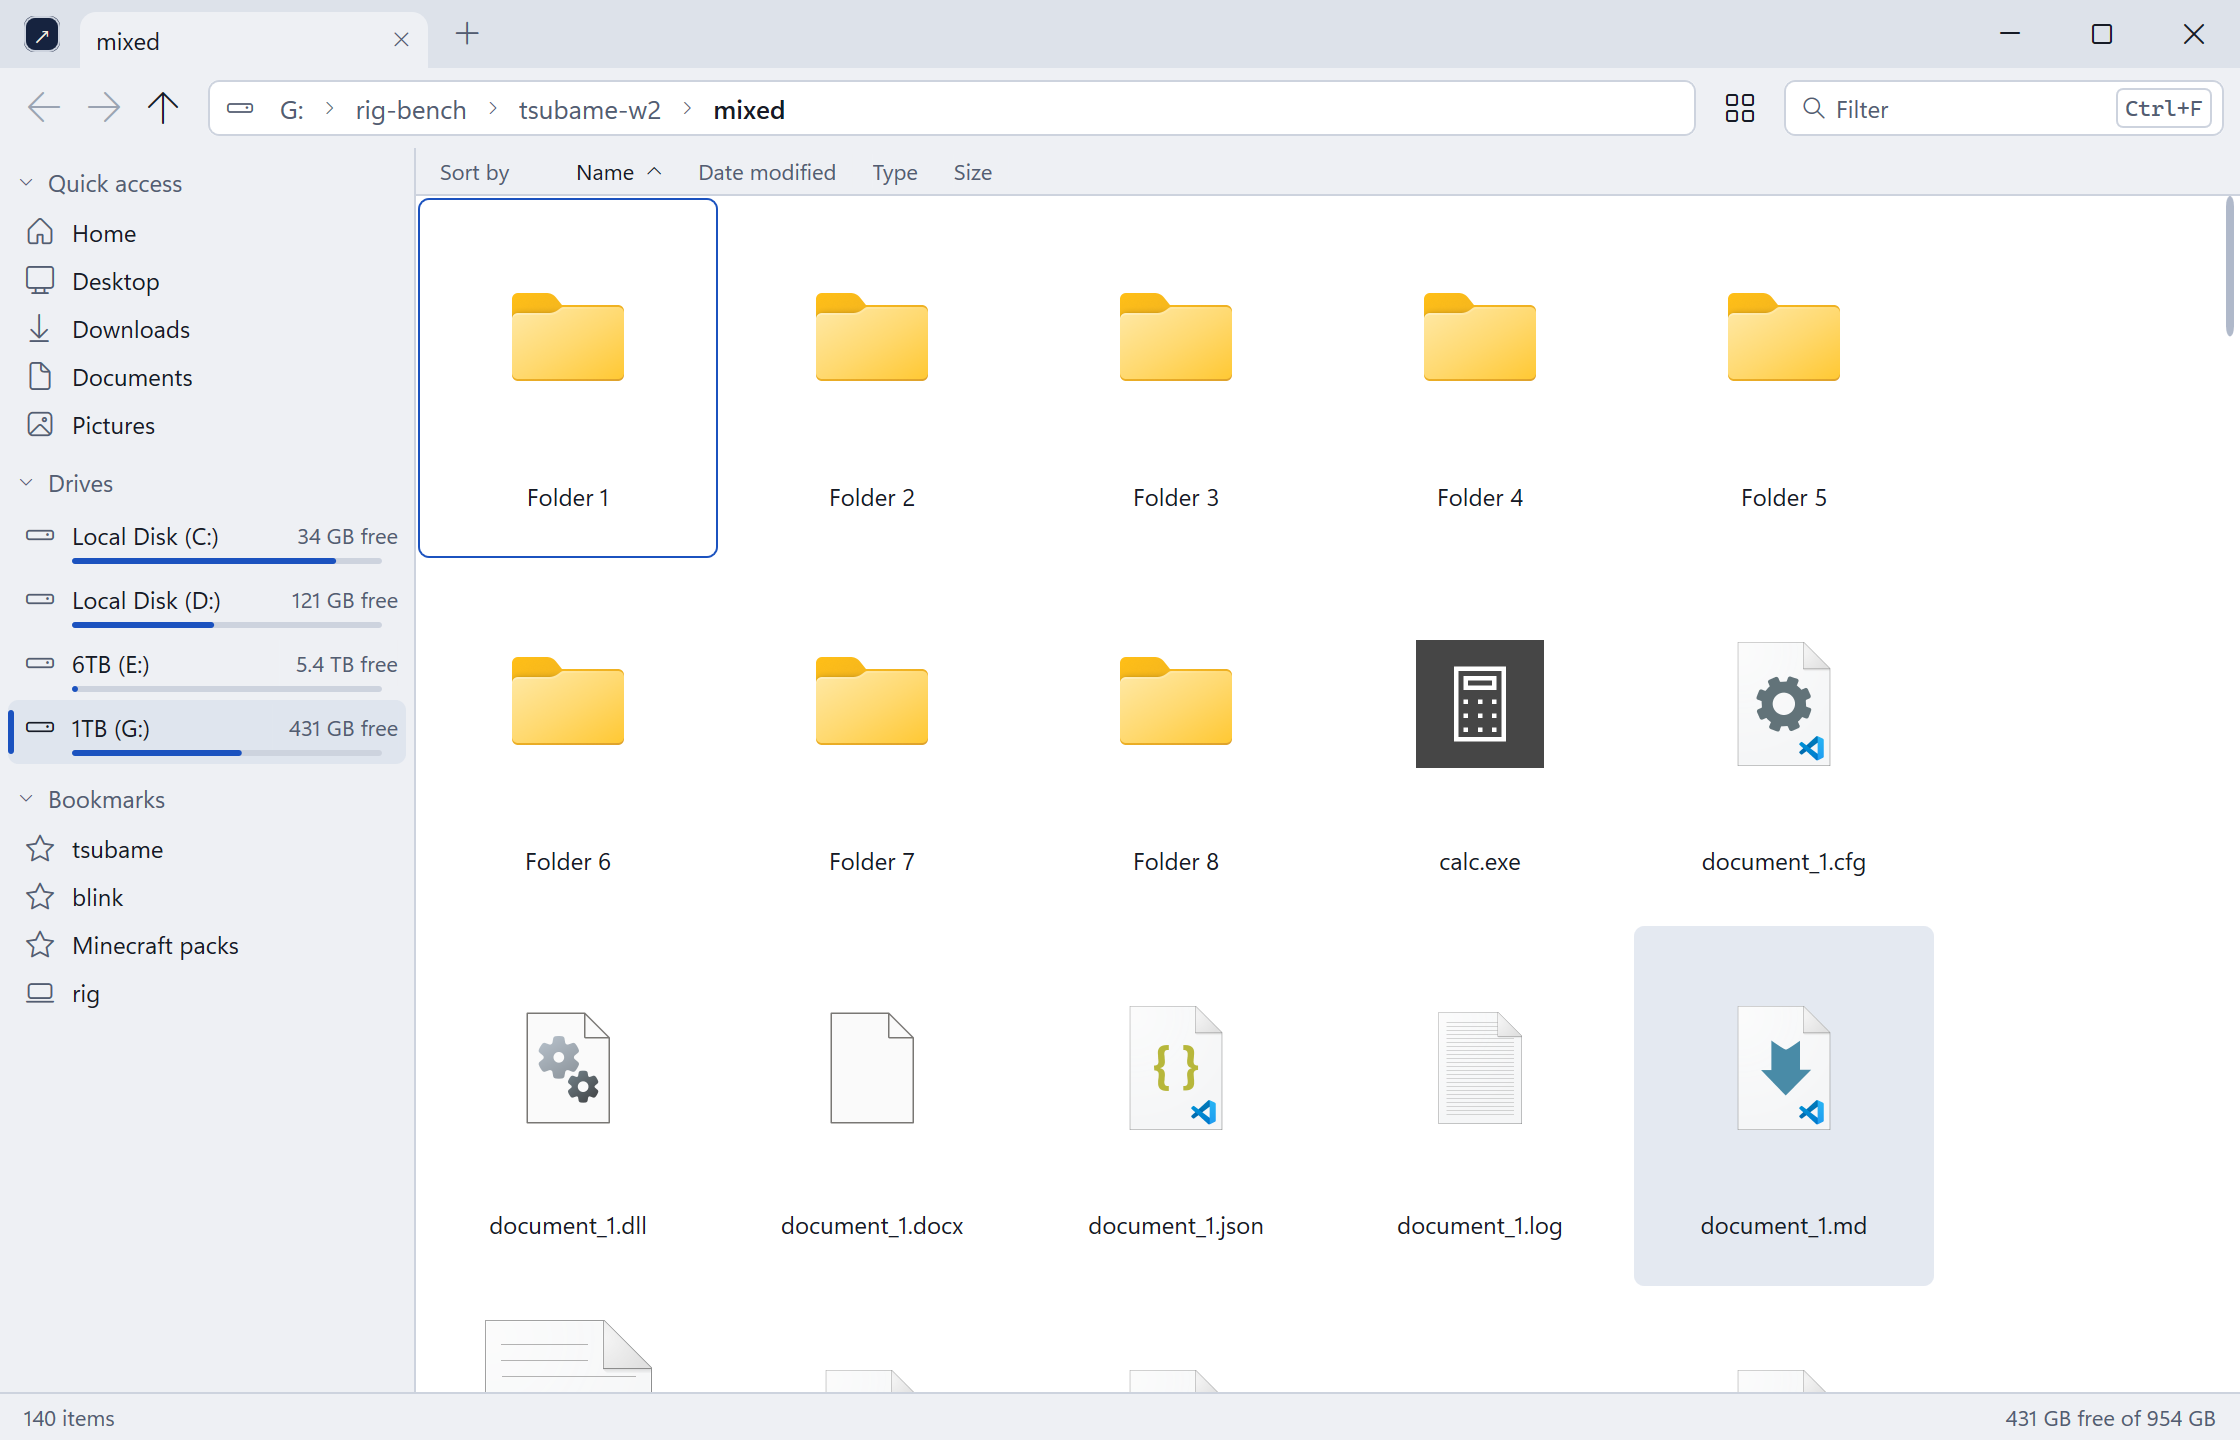 mixed
G: rig-bench tsubame-w2 mixed
Filter Ctrl+F
Quick access
Home
Desktop
Downloads
Documents
Pictures
Drives
Local Disk (C:) 34 GB free
Local Disk (D:) 121 GB free
6TB (E:) 5.4 TB free
1TB (G:) 431 GB free
Bookmarks
tsubame
blink
Minecraft packs
rig
Sort by Name Date modified Type Size
Folder 1 Folder 2 Folder 3 Folder 4 Folder 5
Folder 6 Folder 7 Folder 8 calc.exe document_1.cfg
document_1.dll document_1.docx document_1.json document_1.log document_1.md
140 items
431 GB free of 954 GB